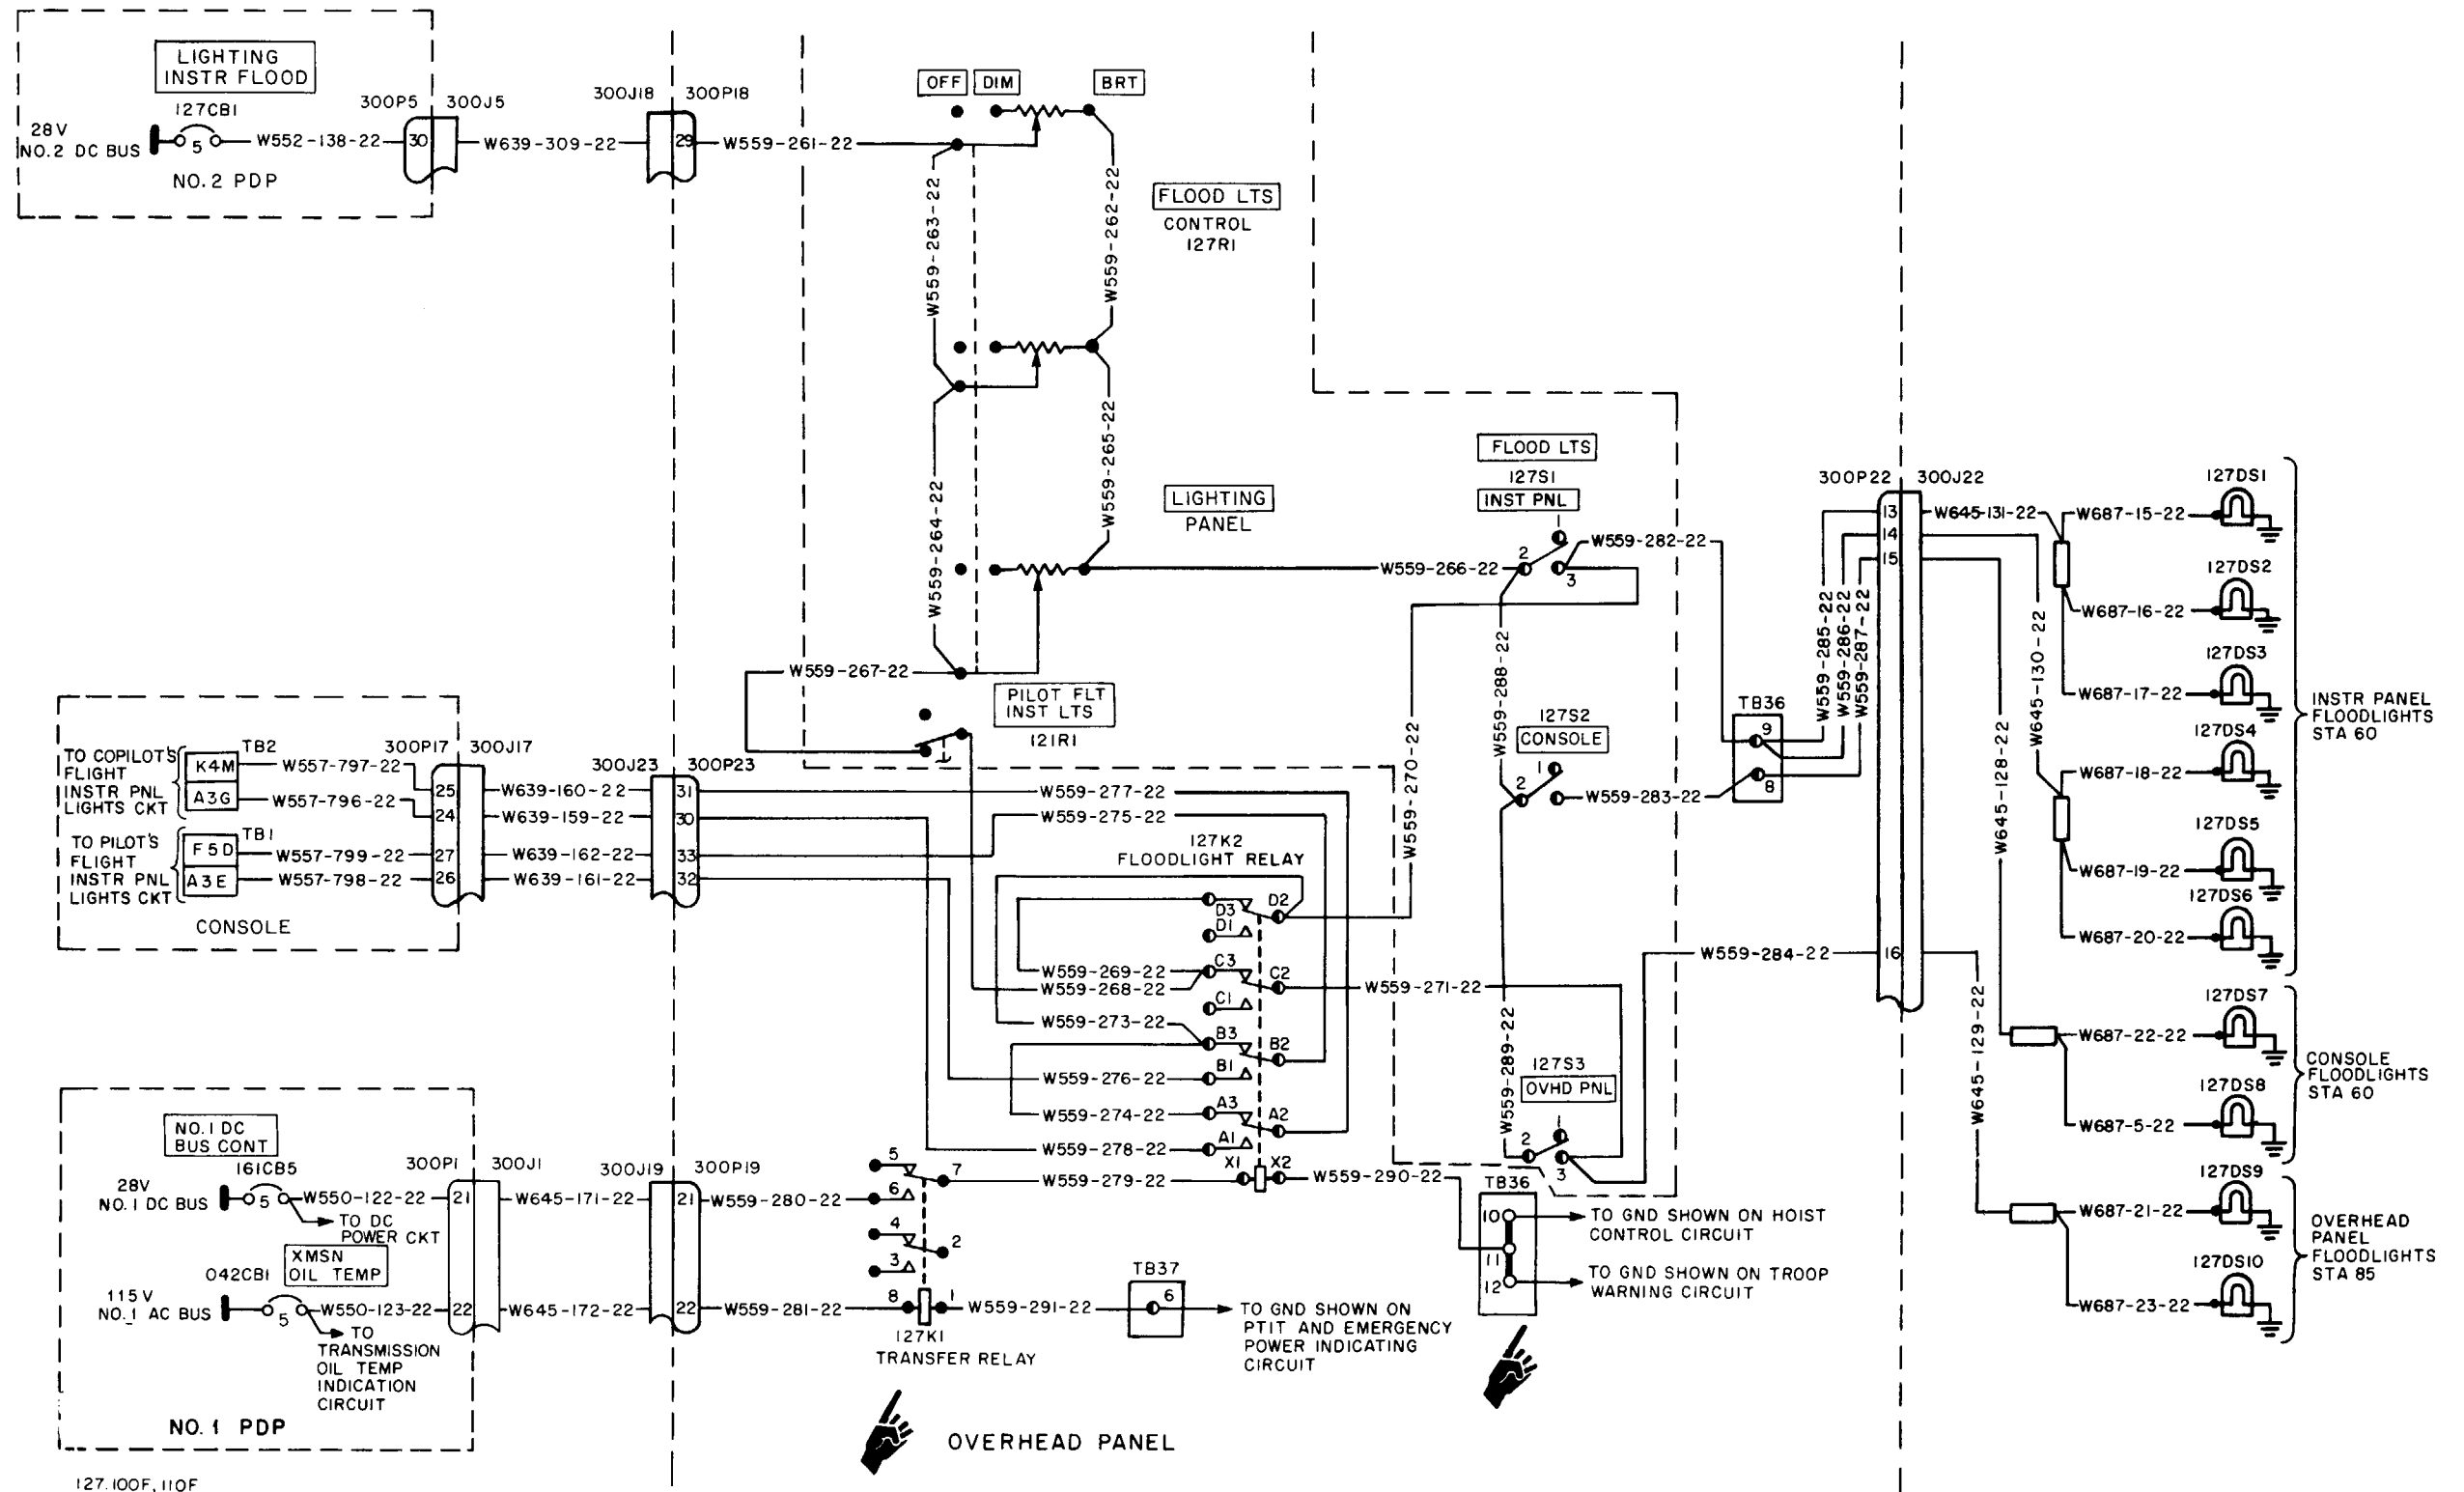 LIGHTING
INSTR FLOOD
127CB1
28V
NO.2 DC BUS
5
W552-138-22
NO.2 PDP
300P5
300J5
30
W639-309-22
300J18
300P18
29
W559-261-22
OFF
DIM
BRT
W559-263-22
W559-262-22
FLOOD LTS
CONTROL
127R1
W559-264-22
W559-265-22
LIGHTING
PANEL
W559-267-22
PILOT FLT
INST LTS
121R1
FLOOD LTS
127S1
INST PNL
1
2
3
W559-266-22
W559-282-22
W559-288-22
W559-270-22
127S2
CONSOLE
1
2
W559-283-22
TB36
9
8
W559-285-22
W559-286-22
W559-287-22
300P22
300J22
13
14
15
16
W645-131-22
W645-130-22
W645-128-22
W645-129-22
127DS1
W687-15-22
127DS2
W687-16-22
127DS3
W687-17-22
127DS4
W687-18-22
127DS5
W687-19-22
127DS6
W687-20-22
INSTR PANEL
FLOODLIGHTS
STA 60
127DS7
W687-22-22
127DS8
W687-5-22
CONSOLE
FLOODLIGHTS
STA 60
127DS9
W687-21-22
127DS10
W687-23-22
OVERHEAD
PANEL
FLOODLIGHTS
STA 85
TO COPILOT'S
FLIGHT
INSTR PNL
LIGHTS CKT
K4M
A3G
TB2
W557-797-22
W557-796-22
TO PILOT'S
FLIGHT
INSTR PNL
LIGHTS CKT
F5D
A3E
TB1
W557-799-22
W557-798-22
CONSOLE
300P17
300J17
25
24
27
26
W639-160-22
W639-159-22
W639-162-22
W639-161-22
300J23
300P23
31
30
33
32
W559-277-22
W559-275-22
127K2
FLOODLIGHT RELAY
D3
D2
D1
C3
C2
C1
B3
B2
B1
A3
A2
A1
X1
X2
W559-269-22
W559-268-22
W559-273-22
W559-276-22
W559-274-22
W559-278-22
W559-279-22
W559-271-22
W559-290-22
W559-289-22
W559-284-22
127S3
OVHD PNL
1
2
3
TB36
10
11
12
TO GND SHOWN ON HOIST
CONTROL CIRCUIT
TO GND SHOWN ON TROOP
WARNING CIRCUIT
NO.1 DC
BUS CONT
161CB5
28V
NO.1 DC BUS
5
W550-122-22
TO DC
POWER CKT
XMSN
OIL TEMP
042CB1
115V
NO.1 AC BUS
5
W550-123-22
TO
TRANSMISSION
OIL TEMP
INDICATION
CIRCUIT
NO.1 PDP
300P1
300J1
21
22
W645-171-22
W645-172-22
300J19
300P19
21
22
W559-280-22
W559-281-22
5
7
6
4
2
3
8
1
127K1
TRANSFER RELAY
W559-291-22
TB37
6
TO GND SHOWN ON
PTIT AND EMERGENCY
POWER INDICATING
CIRCUIT
OVERHEAD PANEL
127.100F, 110F